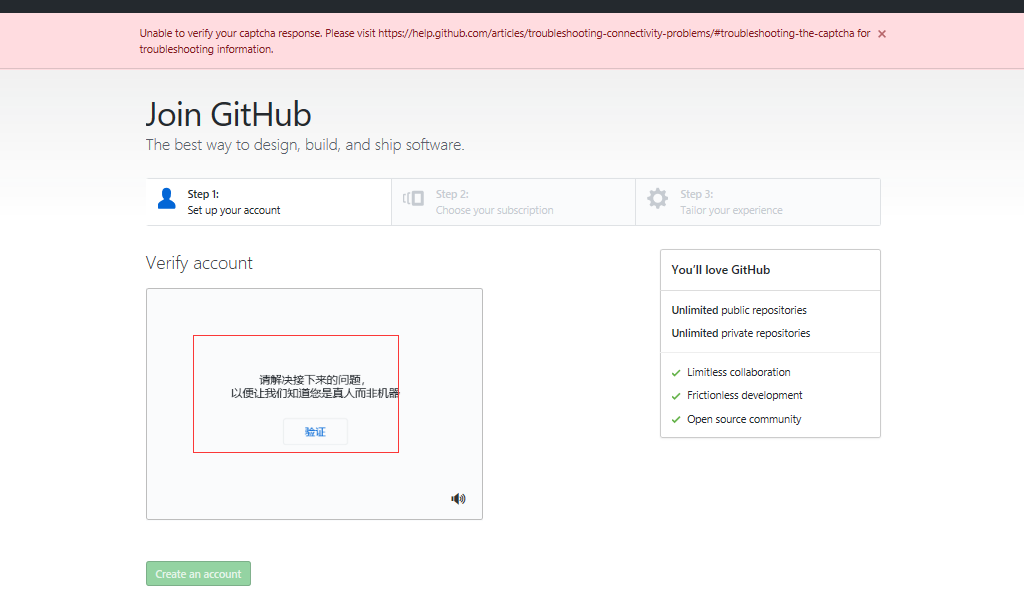 Unable to verify your captcha response. Please visit https://help.github.com/articles/troubleshooting-connectivity-problems/#troubleshooting-the-captcha for
troubleshooting information.
Join GitHub
The best way to design, build, and ship software.
Step 1:
Set up your account
Step 2:
Choose your subscription
Step 3:
Tailor your experience
Verify account
请解决接下来的问题,
以便让我们知道您是真人而非机器
验证
Create an account
You'll love GitHub
Unlimited public repositories
Unlimited private repositories
Limitless collaboration
Frictionless development
Open source community